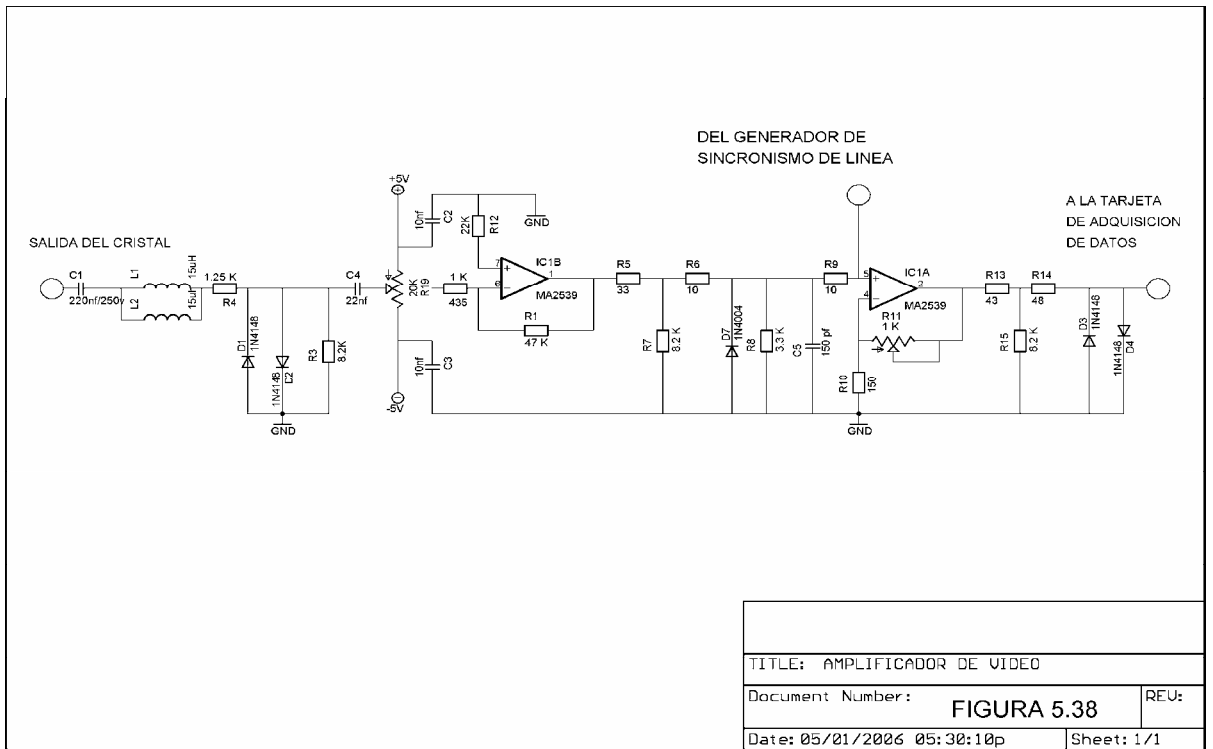 DEL GENERADOR DE
SINCRONISMO DE LINEA
A LA TARJETA
DE ADQUISICION
DE DATOS
SALIDA DEL CRISTAL
+5V
-5V
C1
220nf/250v
L1
15uH
L2
15uH
1.25 K
R4
D1
1N4148
1N4148
D2
R3
8.2K
GND
C4
22nf
20K
R19
10nf
C2
10nf
C3
22K
R12
GND
1 K
435
7
6
1
IC1B
MA2539
R1
47 K
R5
33
R6
10
R7
8.2 K
D7
1N4004
R8
3.3 K
C5
150 pf
R9
10
5
4
2
IC1A
MA2539
R11
1 K
R10
150
GND
R13
43
R14
48
R15
8.2 K
D3
1N4148
1N4148
D4
TITLE: AMPLIFICADOR DE VIDEO
Document Number: FIGURA 5.38
REV:
Date: 05/01/2006 05:30:10p
Sheet: 1/1